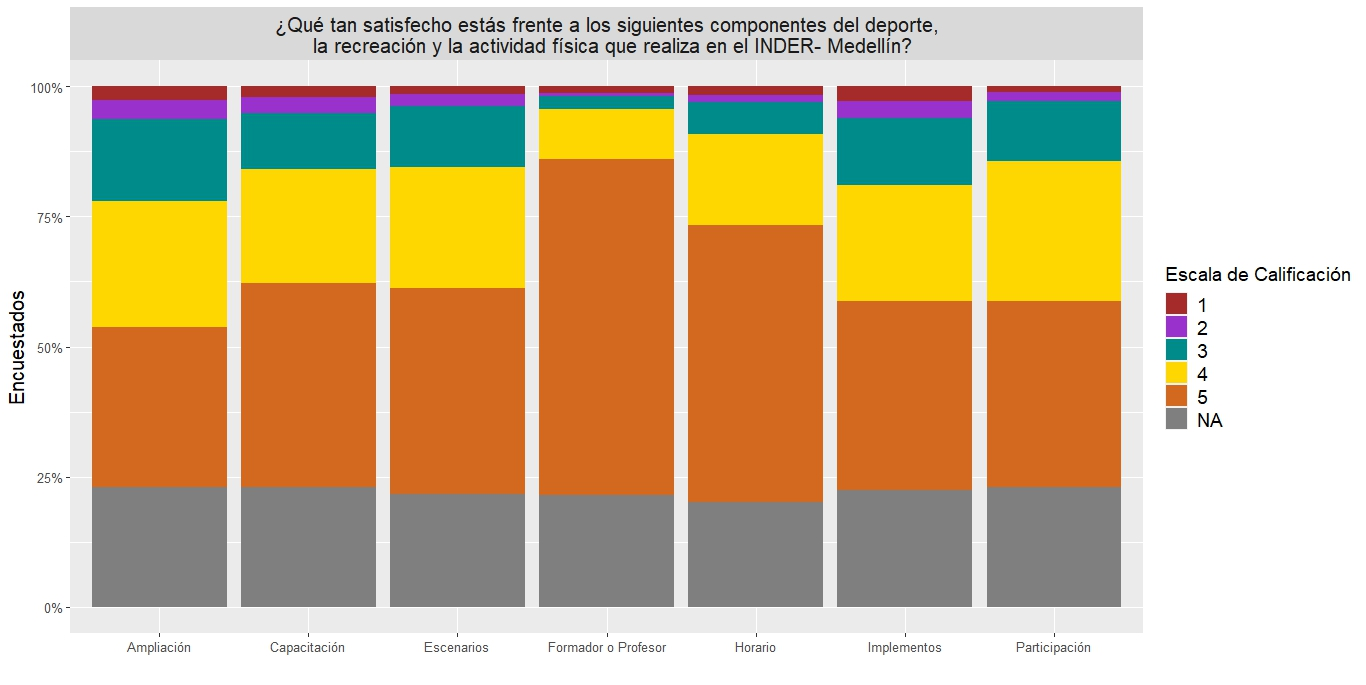 ¿Qué tan satisfecho estás frente a los siguientes componentes del deporte,
la recreación y la actividad física que realiza en el INDER- Medellín?
Encuestados
100%
75%
50%
25%
0%
Ampliación
Capacitación
Escenarios
Formador o Profesor
Horario
Implementos
Participación
Escala de Calificación
1
2
3
4
5
NA